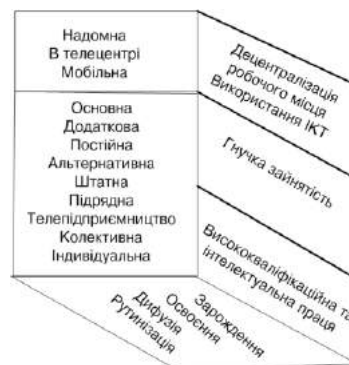 Надомна
В телецентрі
Мобільна
Основна
Додаткова
Постійна
Альтернативна
Штатна
Підрядна
Телепідприємництво
Колективна
Індивідуальна
Децентралізація
робочого місця
Використання ІКТ
Гнучка зайнятість
Висококваліфікаційна та
інтелектуальна праця
Зарождення
Освоєння
Дифузія
Рутинізація